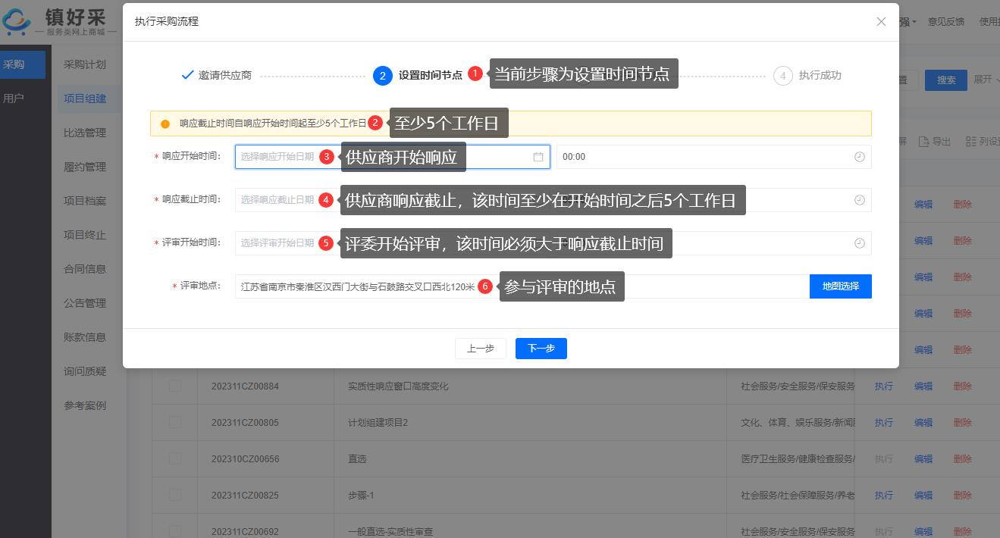 镇好采
服务类网上商城
强
意见反馈
采购
用户
采购计划
项目组建
比选管理
履约管理
项目档案
项目终止
合同信息
公告管理
账款信息
询问质疑
参考案例
执行采购流程
邀请供应商
2 设置时间节点
1 当前步骤为设置时间节点
4 执行成功
响应截止时间自响应开始时间起至少5个工作日
2 至少5个工作日
* 响应开始时间:
选择响应开始日期
3 供应商开始响应
00:00
* 响应截止时间:
选择响应截止日期
4 供应商响应截止，该时间至少在开始时间之后5个工作日
* 评审开始时间:
选择评审开始日期
5 评委开始评审，该时间必须大于响应截止时间
* 评审地点:
江苏省南京市秦淮区汉西门大街与石鼓路交叉口西北120米
6 参与评审的地点
地图选择
上一步
下一步
置
搜索
展开
屏
导出
列设置
编辑 删除
编辑 删除
编辑 删除
编辑 删除
编辑 删除
202311CZ00884 实质性响应窗口高度变化 社会服务/安全服务/保安服务 执行 编辑 删除
202311CZ00805 计划组建项目2 文化、体育、娱乐服务/新闻 执行 编辑 删除
202310CZ00656 直选 医疗卫生服务/健康检查服务/ 执行 编辑 删除
202311CZ00825 步骤-1 社会服务/社会保障服务/养老 执行 编辑 删除
202311CZ00692 一般直选-实质性审查 社会服务/安全服务/保安服务 执行 编辑 删除